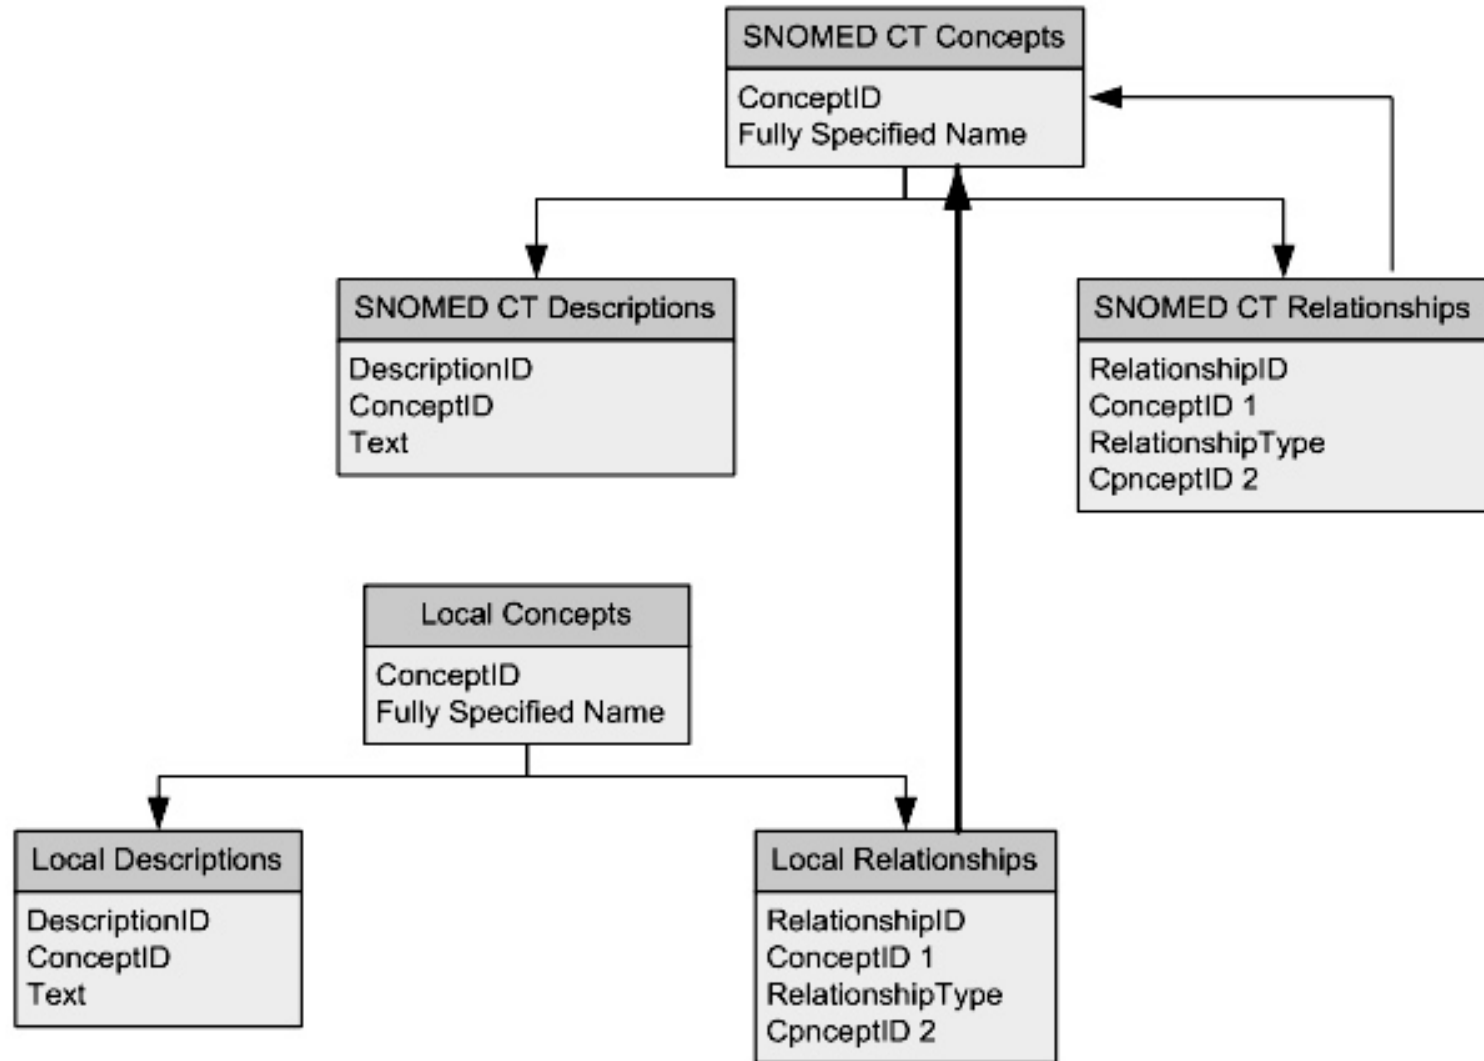 SNOMED CT Concepts
ConceptID
Fully Specified Name
SNOMED CT Descriptions
DescriptionID
ConceptID
Text
SNOMED CT Relationships
RelationshipID
ConceptID 1
RelationshipType
CpnceptID 2
Local Concepts
ConceptID
Fully Specified Name
Local Descriptions
DescriptionID
ConceptID
Text
Local Relationships
RelationshipID
ConceptID 1
RelationshipType
CpnceptID 2